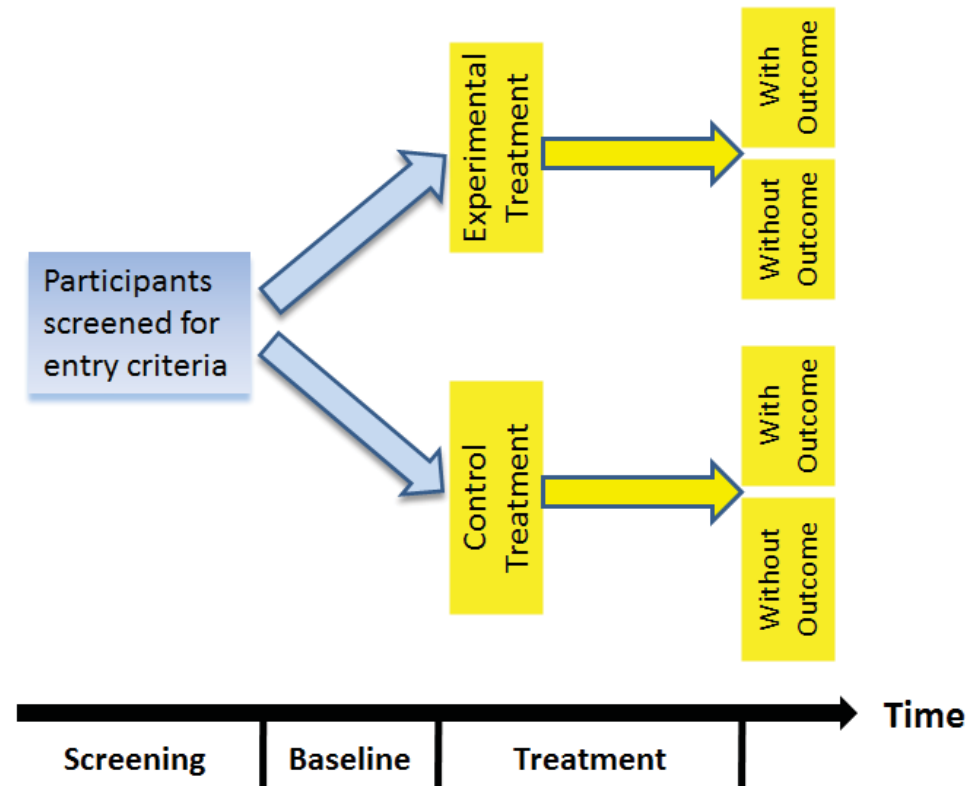 Participants
screened for
entry criteria
Experimental
Treatment
With
Outcome
Without
Outcome
Control
Treatment
With
Outcome
Without
Outcome
Time
Screening
Baseline
Treatment